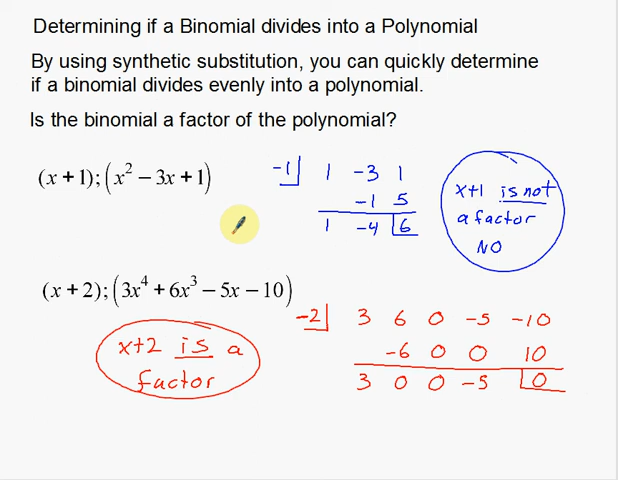 Determining if a Binomial divides into a Polynomial
By using synthetic substitution, you can quickly determine
if a binomial divides evenly into a polynomial.
Is the binomial a factor of the polynomial?
(x + 1); (x² − 3x + 1)
-1| 1 -3 1
-1 5
1 -4 |6
x+1 is not
a factor
NO
(x + 2); (3x⁴ + 6x³ − 5x − 10)
-2| 3 6 0 -5 -10
-6 0 0 10
3 0 0 -5 |0
x+2 is a
factor